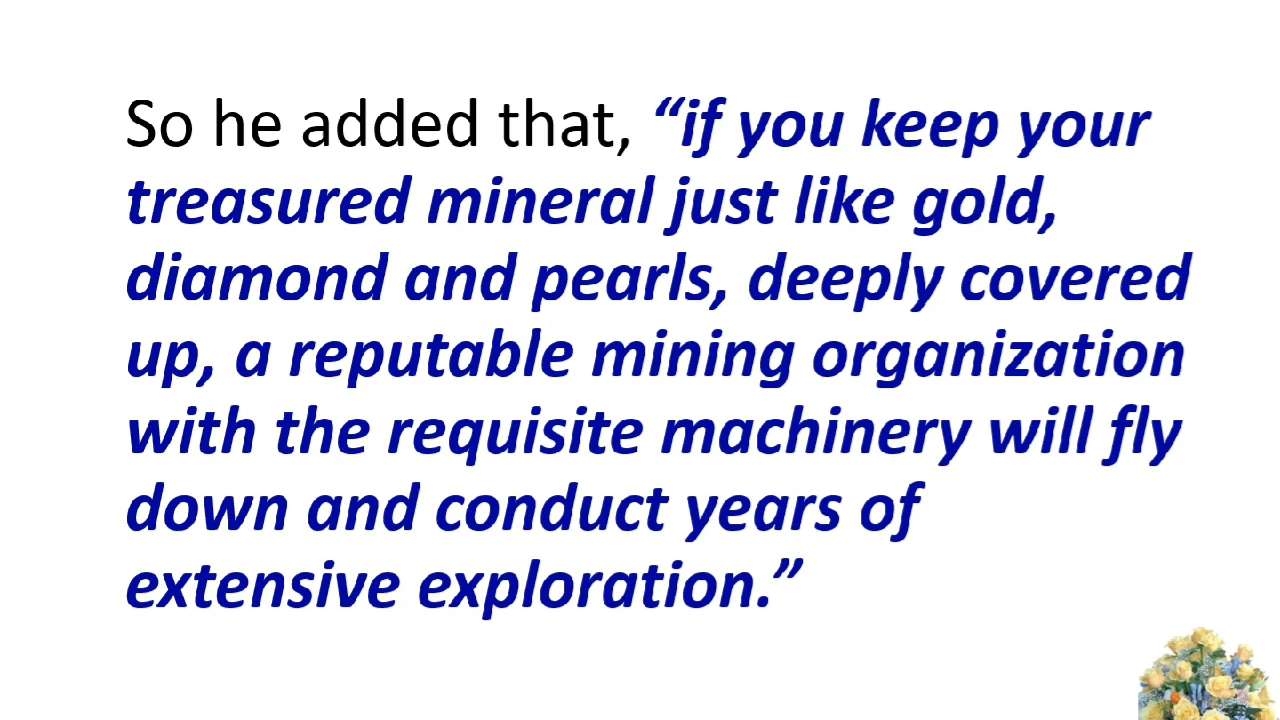 So he added that, “if you keep your
treasured mineral just like gold,
diamond and pearls, deeply covered
up, a reputable mining organization
with the requisite machinery will fly
down and conduct years of
extensive exploration.”